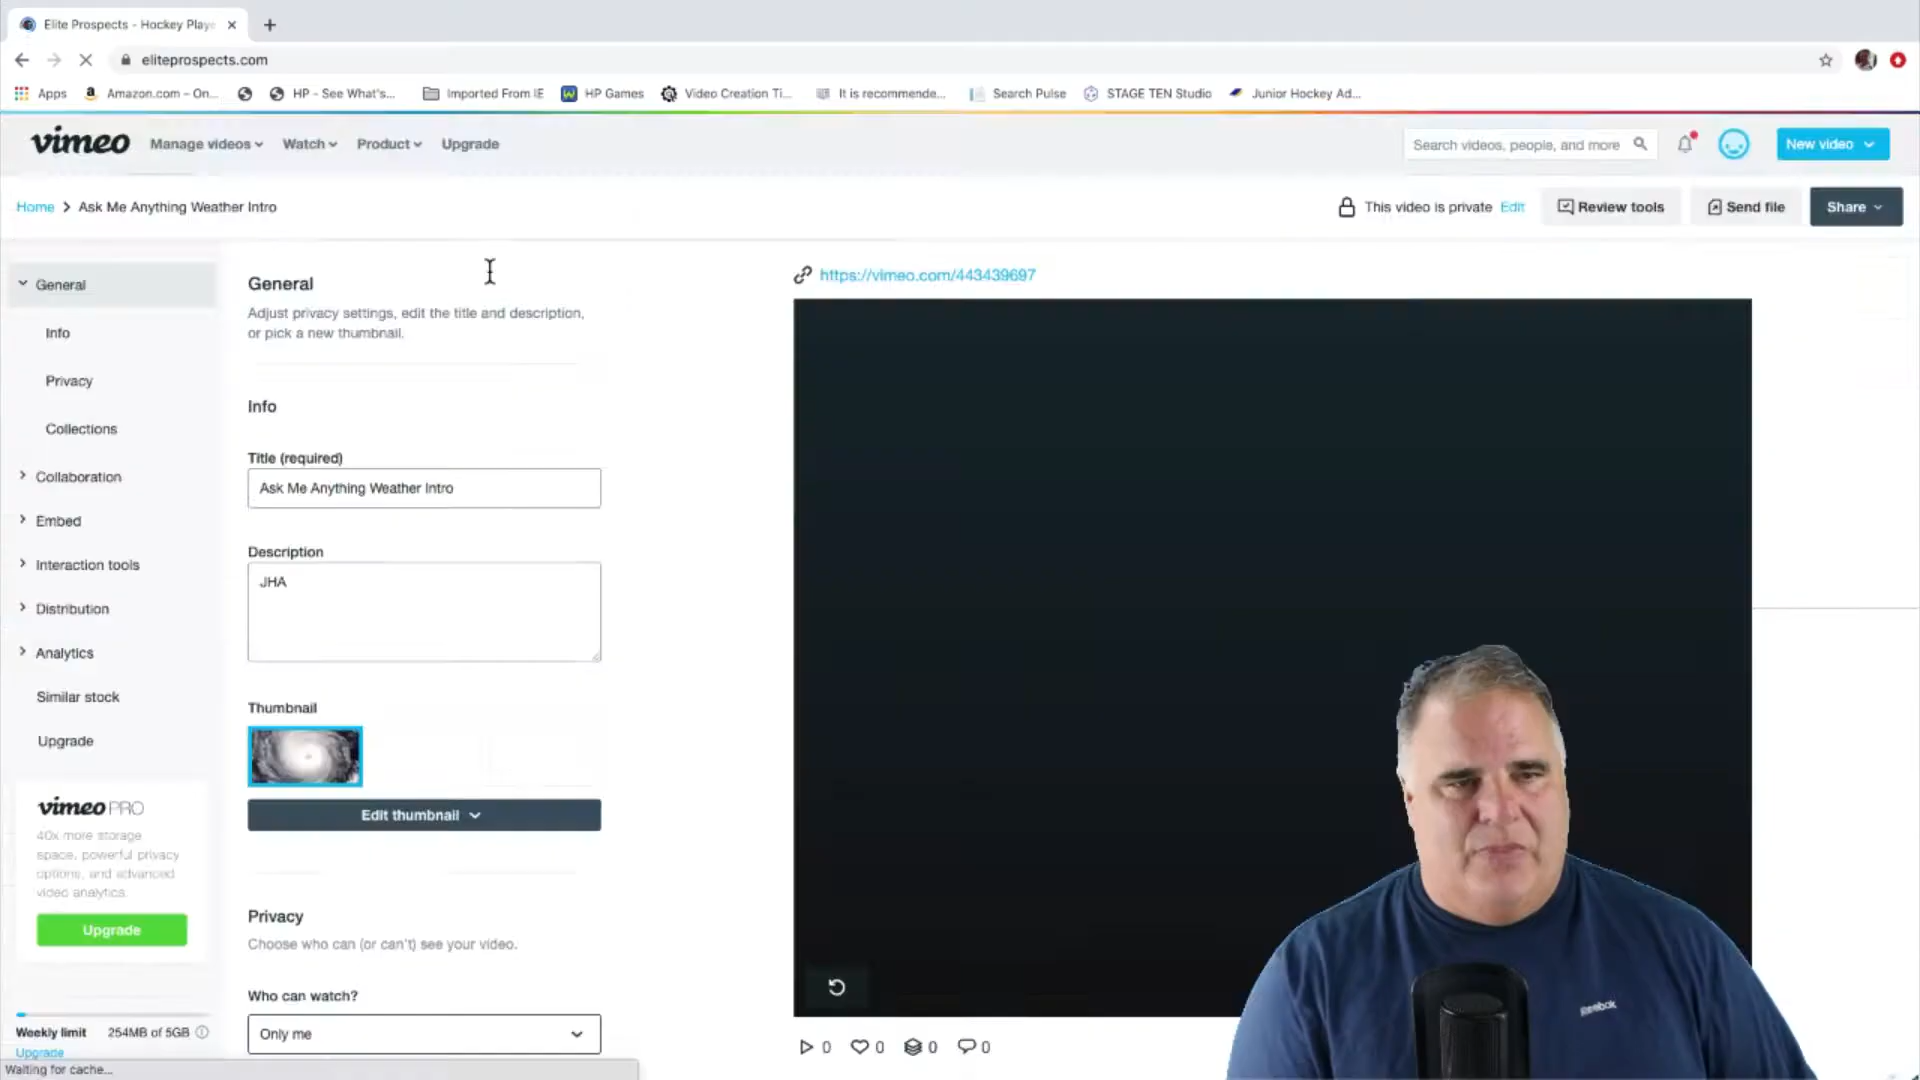 Elite Prospects - Hockey Playe
eliteprospects.com
Apps
Amazon.com – On...
HP - See What's...
Imported From IE
HP Games
Video Creation Ti...
It is recommende...
Search Pulse
STAGE TEN Studio
Junior Hockey Ad...
vimeo
Manage videos
Watch
Product
Upgrade
Search videos, people, and more
New video
Home > Ask Me Anything Weather Intro
This video is private Edit
Review tools
Send file
Share
General
Info
Privacy
Collections
Collaboration
Embed
Interaction tools
Distribution
Analytics
Similar stock
Upgrade
vimeo PRO
40x more storage
space, powerful privacy
options, and advanced
video analytics.
Upgrade
Weekly limit 254MB of 5GB
Upgrade
Waiting for cache...
General
Adjust privacy settings, edit the title and description,
or pick a new thumbnail.
Info
Title (required)
Ask Me Anything Weather Intro
Description
JHA
Thumbnail
Edit thumbnail
Privacy
Choose who can (or can't) see your video.
Who can watch?
Only me
https://vimeo.com/443439697
0 0 0 0
Reebok